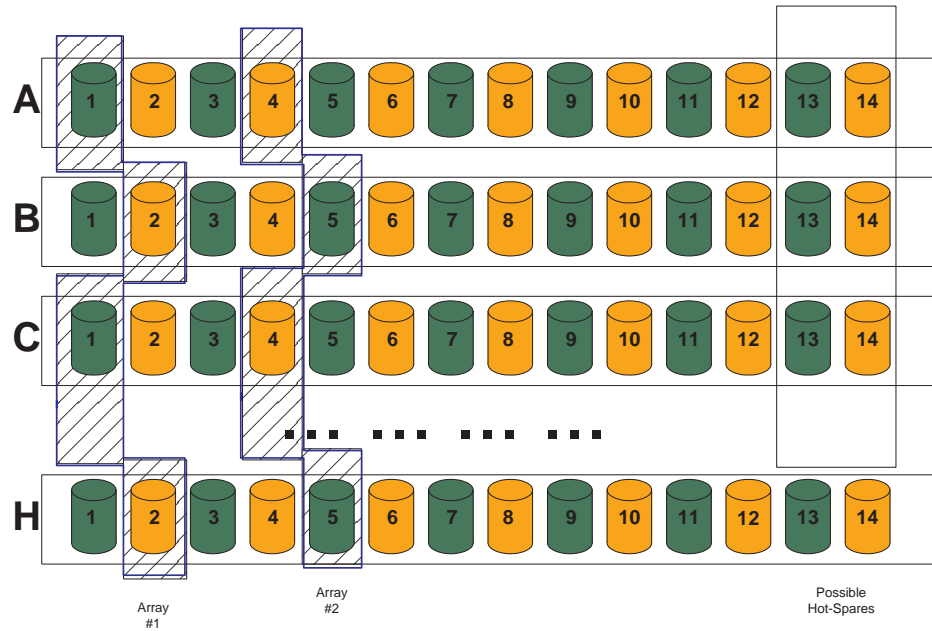 A 1 2 3 4 5 6 7 8 9 10 11 12 13 14
B 1 2 3 4 5 6 7 8 9 10 11 12 13 14
C 1 2 3 4 5 6 7 8 9 10 11 12 13 14
H 1 2 3 4 5 6 7 8 9 10 11 12 13 14
Array
#1
Array
#2
Possible
Hot-Spares